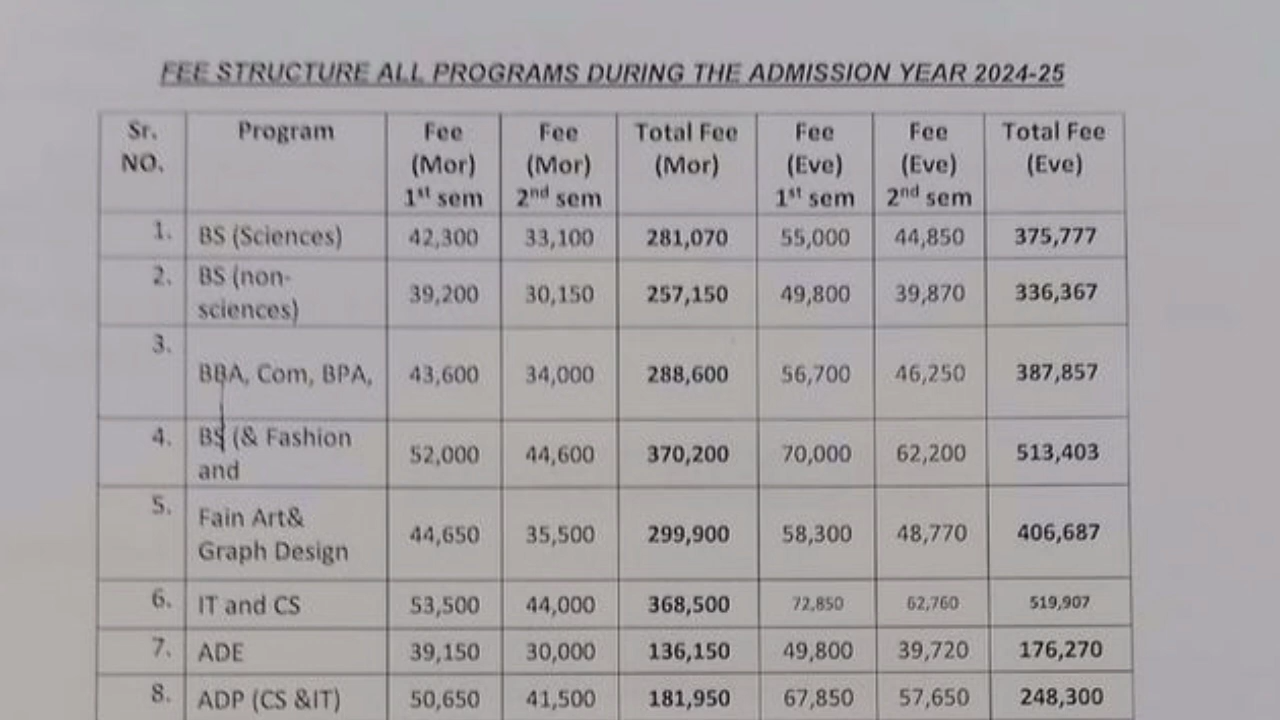 FEE STRUCTURE ALL PROGRAMS DURING THE ADMISSION YEAR 2024-25
Sr. NO. Program Fee (Mor) 1st sem Fee (Mor) 2nd sem Total Fee (Mor) Fee (Eve) 1st sem Fee (Eve) 2nd sem Total Fee (Eve)
1. BS (Sciences) 42,300 33,100 281,070 55,000 44,850 375,777
2. BS (non-sciences) 39,200 30,150 257,150 49,800 39,870 336,367
3. BBA, Com, BPA, 43,600 34,000 288,600 56,700 46,250 387,857
4. BS (& Fashion and 52,000 44,600 370,200 70,000 62,200 513,403
5. Fain Art& Graph Design 44,650 35,500 299,900 58,300 48,770 406,687
6. IT and CS 53,500 44,000 368,500 72,850 62,760 519,907
7. ADE 39,150 30,000 136,150 49,800 39,720 176,270
8. ADP (CS &IT) 50,650 41,500 181,950 67,850 57,650 248,300